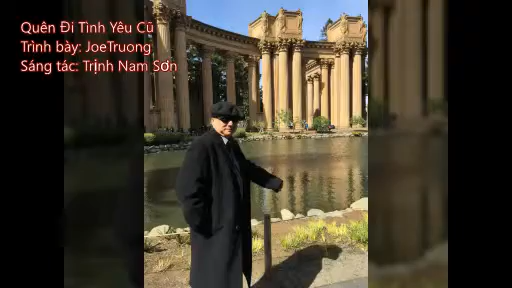 Quên Đi Tình Yêu Cũ
Trình bày: JoeTruong
Sáng tác: Trịnh Nam Sơn